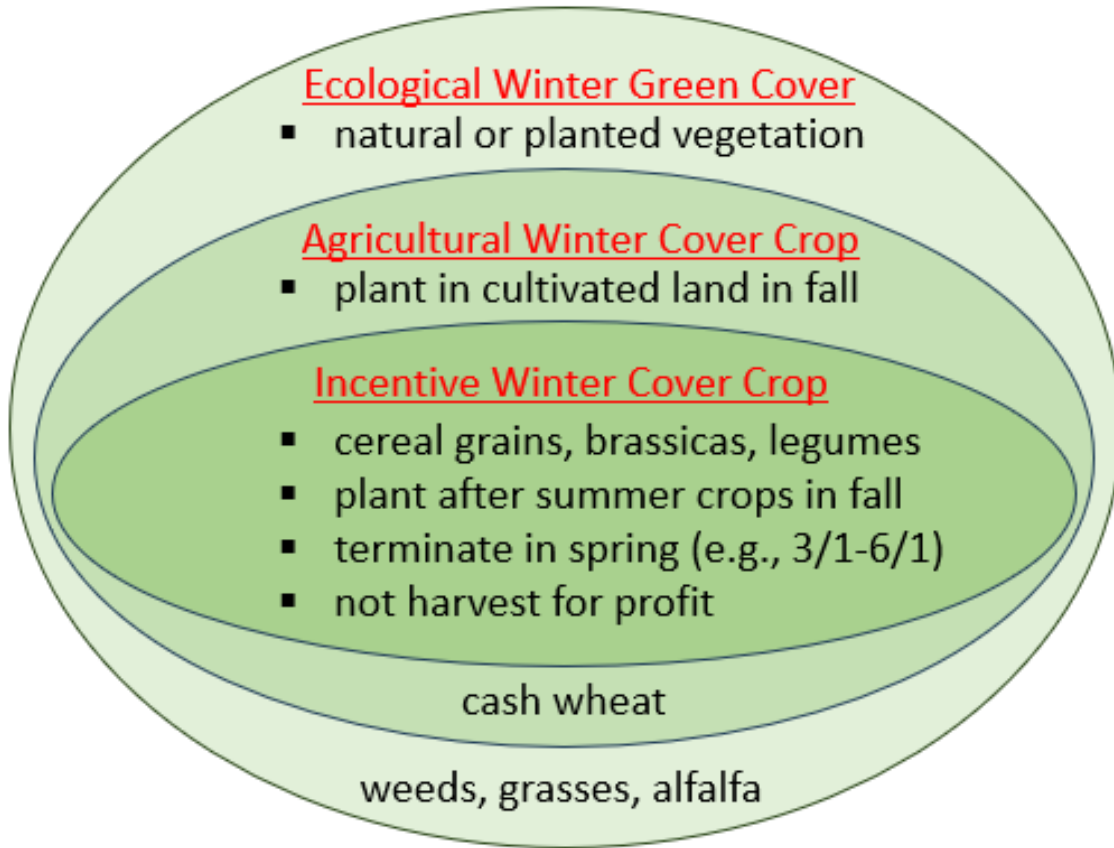 Ecological Winter Green Cover
▪ natural or planted vegetation
Agricultural Winter Cover Crop
▪ plant in cultivated land in fall
Incentive Winter Cover Crop
▪ cereal grains, brassicas, legumes
▪ plant after summer crops in fall
▪ terminate in spring (e.g., 3/1-6/1)
▪ not harvest for profit
cash wheat
weeds, grasses, alfalfa